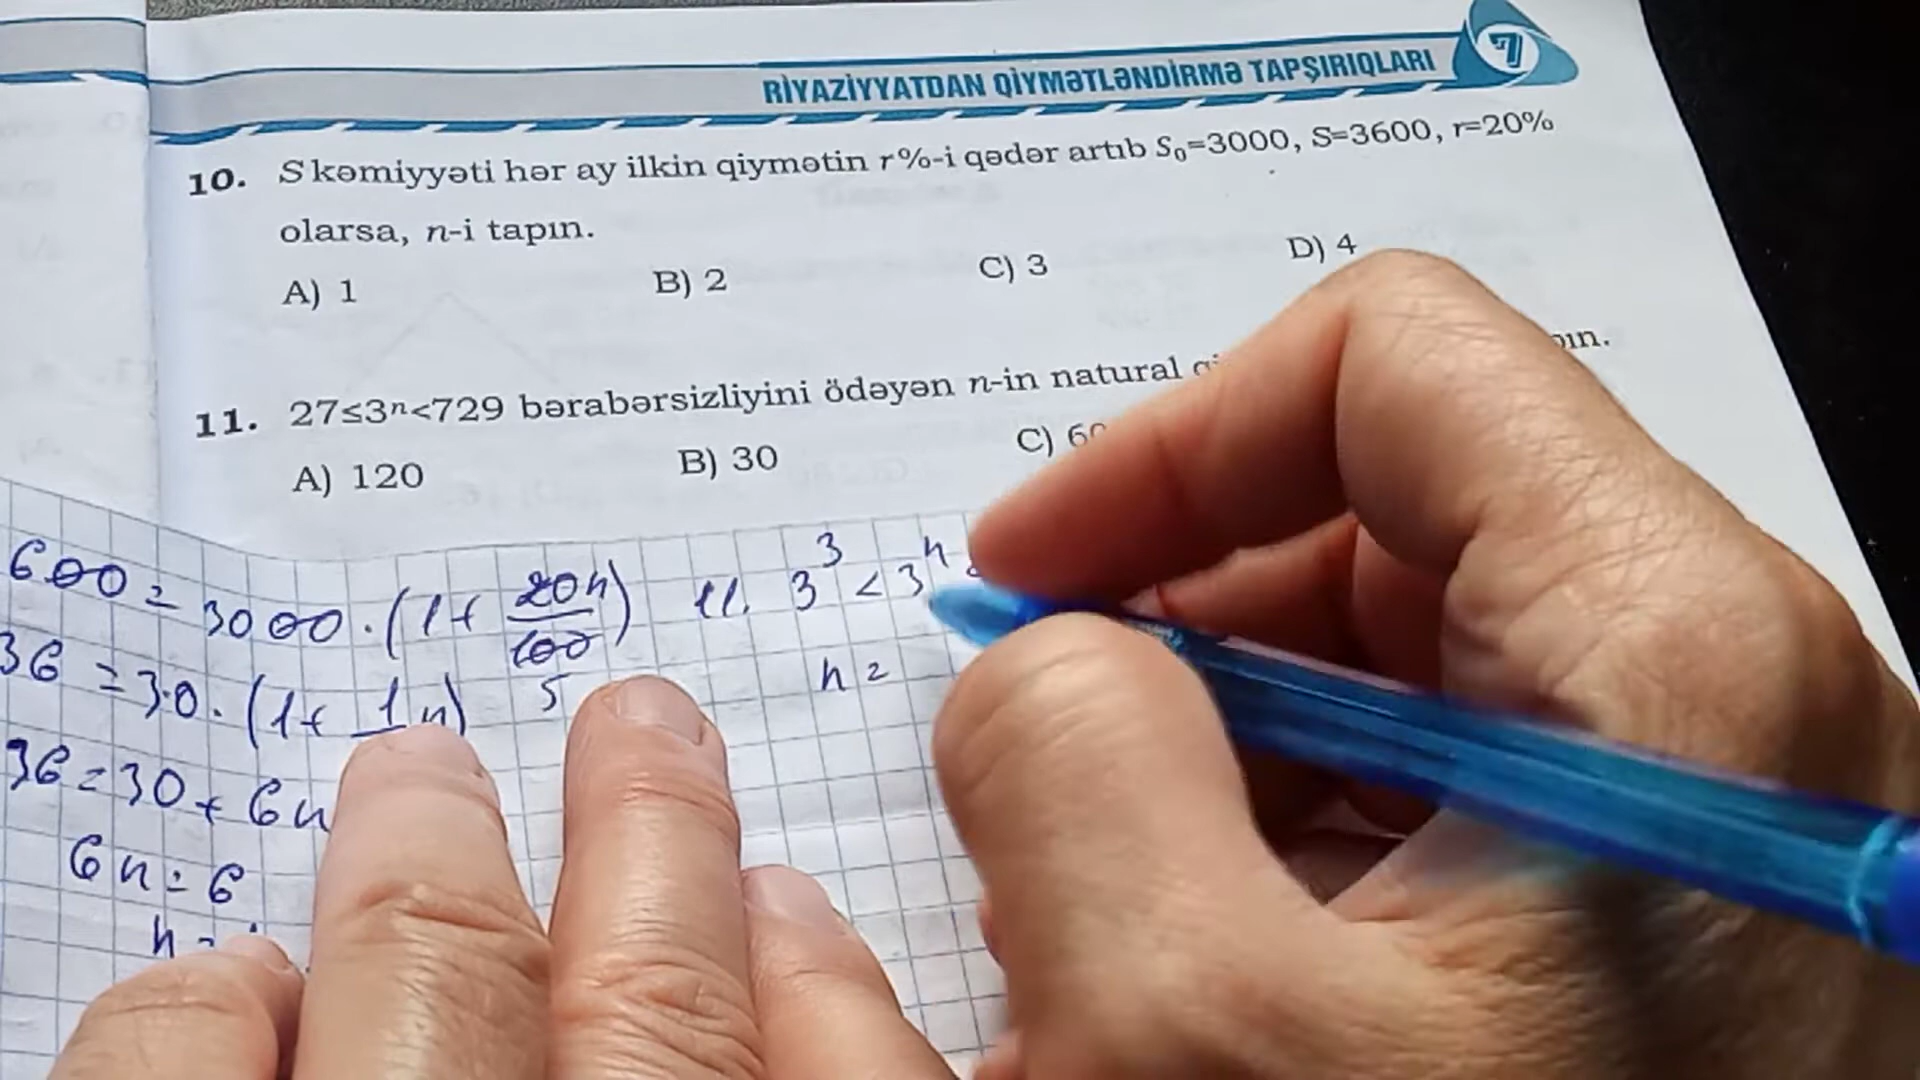 RİYAZİYYATDAN QİYMƏTLƏNDİRMƏ TAPŞIRIQLARI 7
10. S kəmiyyəti hər ay ilkin qiymətin r%-i qədər artıb S₀=3000, S=3600, r=20%
olarsa, n-i tapın.
A) 1 B) 2 C) 3 D) 4
11. 27≤3ⁿ<729 bərabərsizliyini ödəyən n-in natural
A) 120 B) 30 C) 6
600 = 3000 · (1+ 20n/100)
5
36 = 30 · (1+ 1n
36 = 30 + 6n
6n = 6
n =
11. 3³ < 3ⁿ
n =